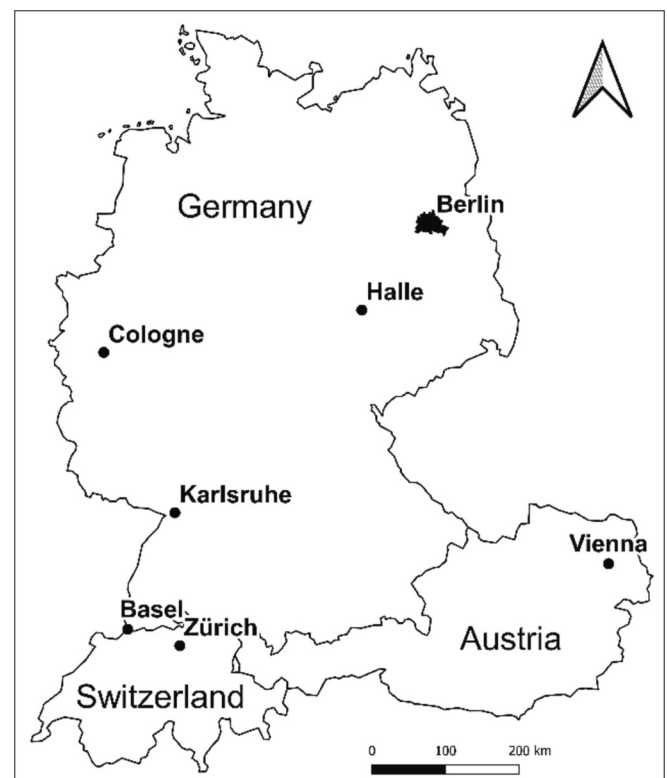 Berlin
Germany
Halle
Cologne
Karlsruhe
Vienna
Basel
Zürich
Austria
Switzerland
0 100 200 km